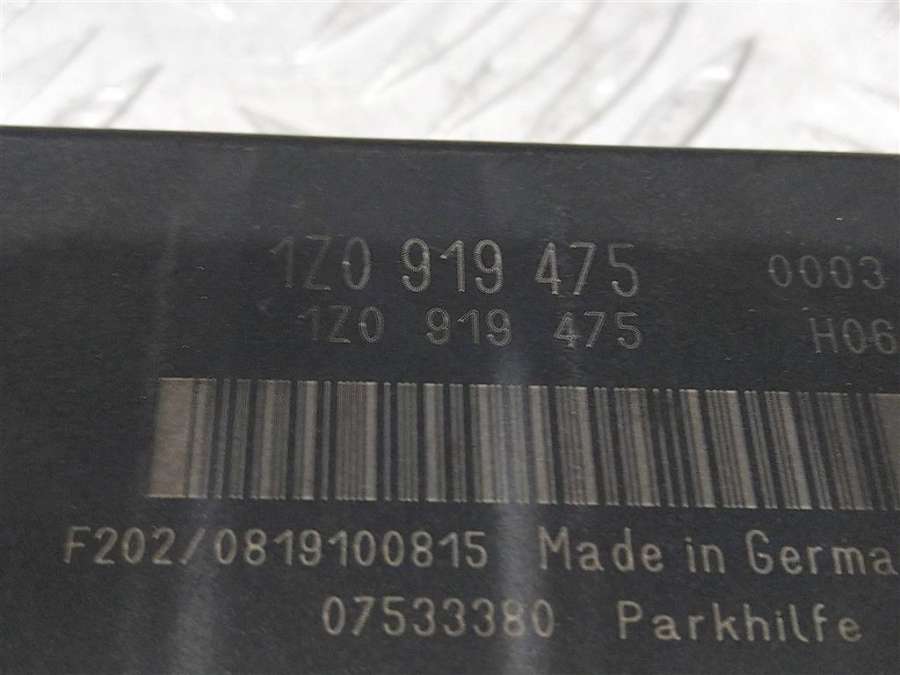 1Z0 919 475 0003
1Z0 919 475 H06
F202/0819100815 Made in Germa
07533380 Parkhilfe